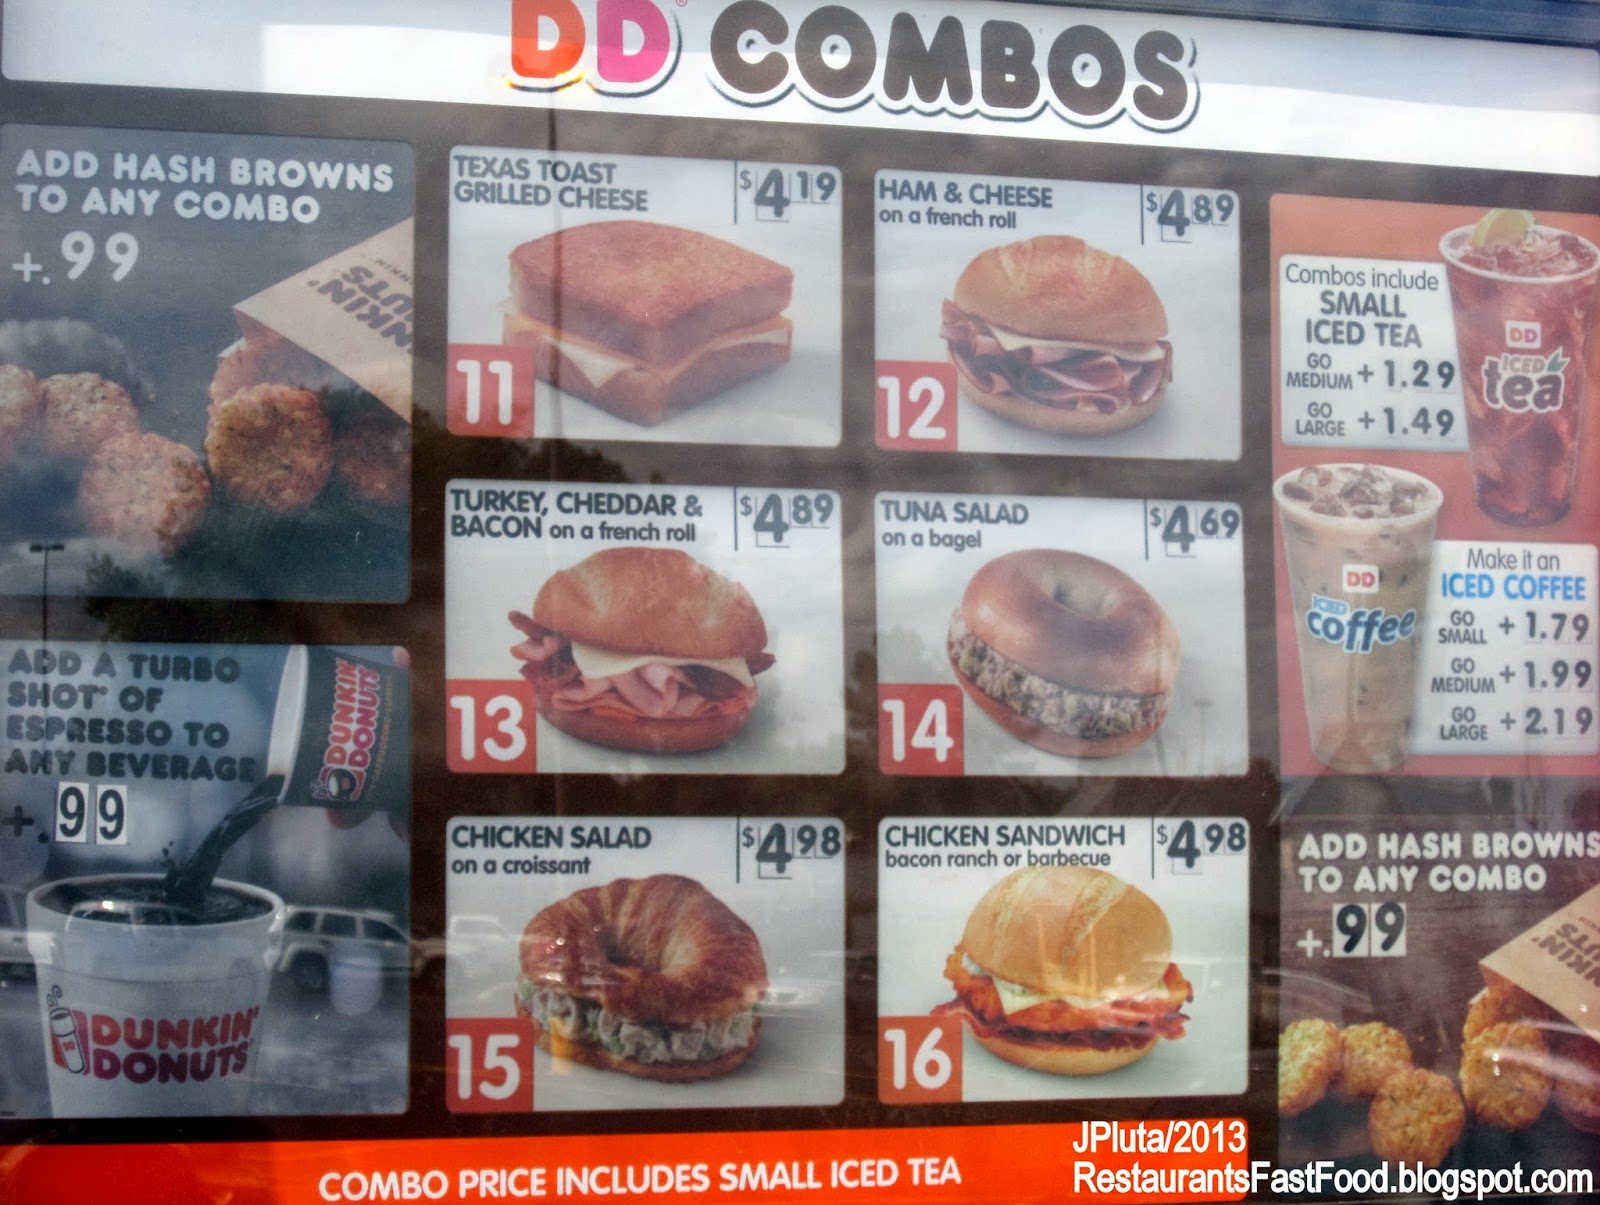 DD® COMBOS
ADD HASH BROWNS
TO ANY COMBO
+.99
DUNKIN'
ADD A TURBO
SHOT® OF
ESPRESSO TO
ANY BEVERAGE
+.99
DUNKIN'
DONUTS
DUNKIN'
DONUTS
TEXAS TOAST
GRILLED CHEESE
$4.19
11
HAM & CHEESE
on a french roll
$4.89
12
TURKEY, CHEDDAR &
BACON on a french roll
$4.89
13
TUNA SALAD
on a bagel
$4.69
14
CHICKEN SALAD
on a croissant
$4.98
15
CHICKEN SANDWICH
bacon ranch or barbecue
$4.98
16
Combos include
SMALL
ICED TEA
GO
MEDIUM + 1.29
GO
LARGE + 1.49
DD
ICED
tea
DD
ICED
coffee
Make it an
ICED COFFEE
GO
SMALL + 1.79
GO
MEDIUM + 1.99
GO
LARGE + 2.19
ADD HASH BROWNS
TO ANY COMBO
+.99
COMBO PRICE INCLUDES SMALL ICED TEA
JPluta/2013
RestaurantsFastFood.blogspot.com